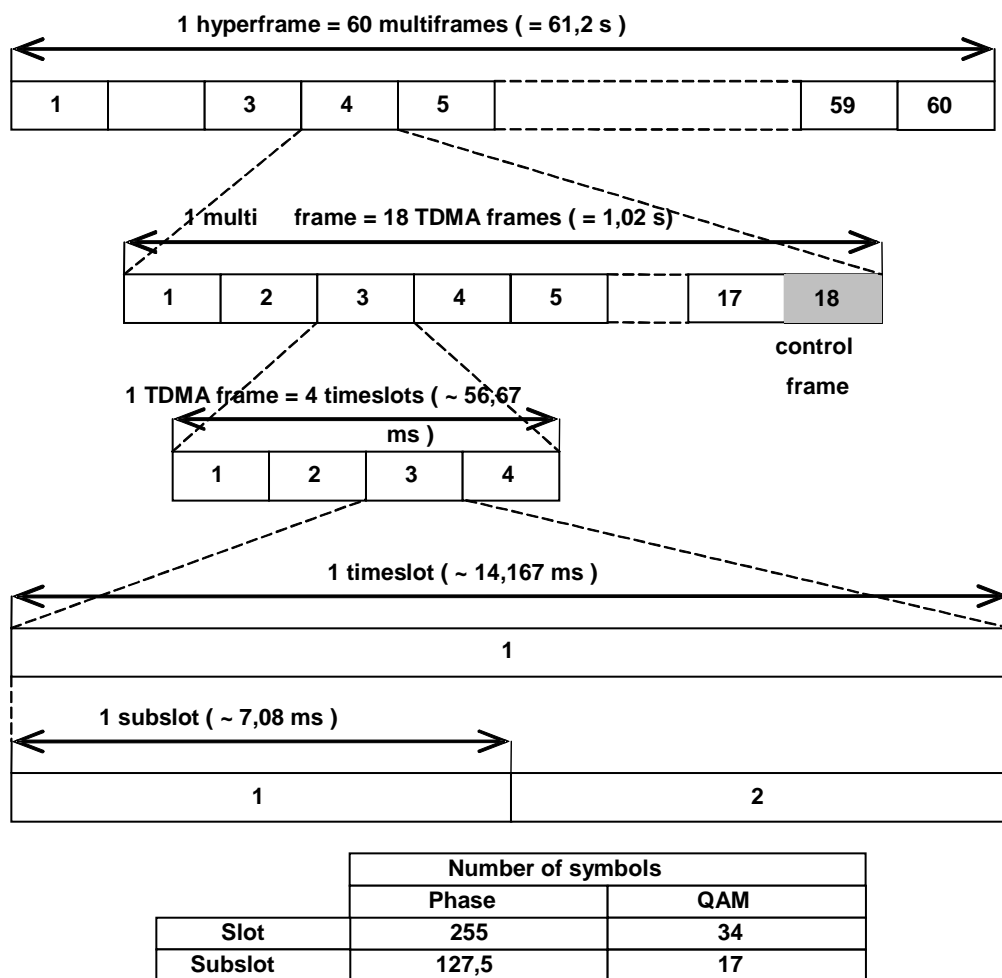 1 hyperframe = 60 multiframes ( = 61,2 s )
1 3 4 5 59 60
1 multi frame = 18 TDMA frames ( = 1,02 s)
1 2 3 4 5 17 18
control
frame
1 TDMA frame = 4 timeslots ( ~ 56,67
ms )
1 2 3 4
1 timeslot ( ~ 14,167 ms )
1
1 subslot ( ~ 7,08 ms )
1 2
Number of symbols
Phase QAM
Slot 255 34
Subslot 127,5 17